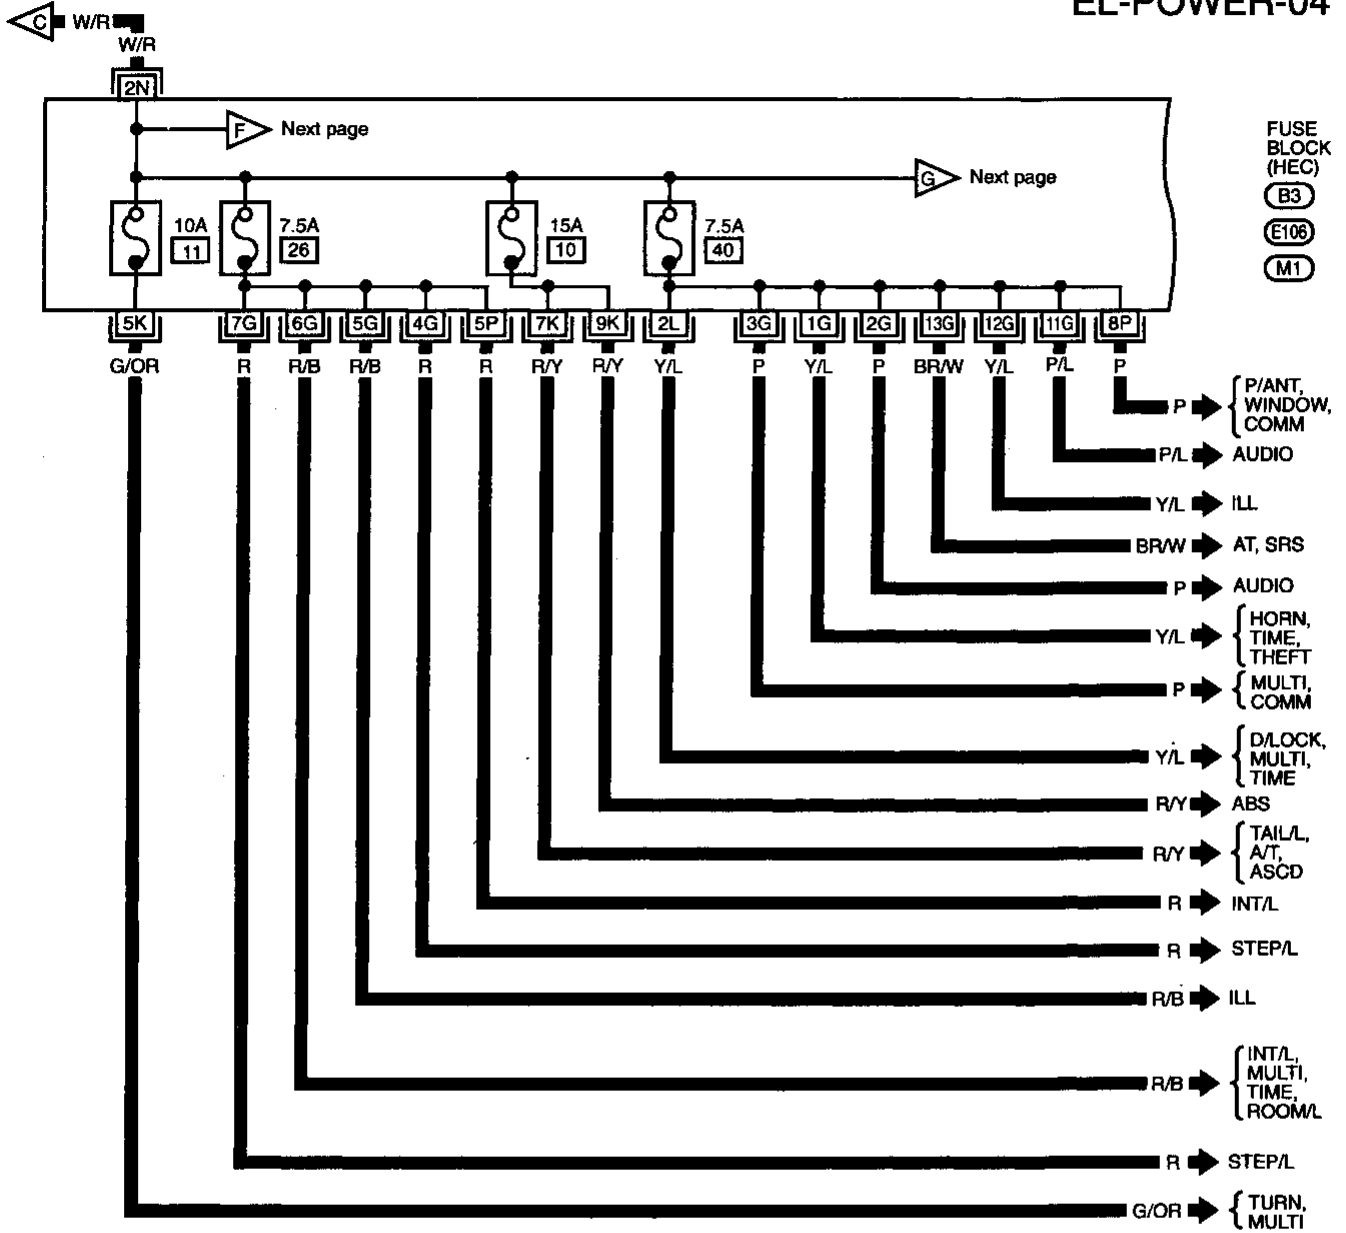 EL-POWER-04
C W/R
W/R
2N
F Next page
G Next page
FUSE
BLOCK
(HEC)
B3
E106
M1
10A
11
7.5A
26
15A
10
7.5A
40
5K 7G 6G 5G 4G 5P 7K 9K 2L 3G 1G 2G 13G 12G 11G 8P
G/OR R R/B R/B R R R/Y R/Y Y/L P Y/L P BR/W Y/L P/L P
P P/ANT,
WINDOW,
COMM
P/L AUDIO
Y/L ILL
BR/W AT, SRS
P AUDIO
Y/L HORN,
TIME,
THEFT
P MULTI,
COMM
Y/L D/LOCK,
MULTI,
TIME
R/Y ABS
R/Y TAIL/L,
A/T,
ASCD
R INT/L
R STEP/L
R/B ILL
R/B INT/L,
MULTI,
TIME,
ROOM/L
R STEP/L
G/OR TURN,
MULTI